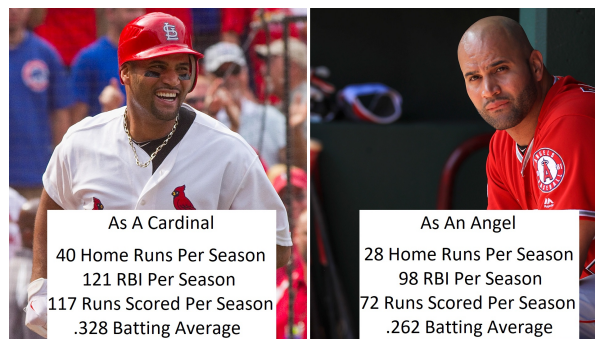 As A Cardinal
40 Home Runs Per Season
121 RBI Per Season
117 Runs Scored Per Season
.328 Batting Average
As An Angel
28 Home Runs Per Season
98 RBI Per Season
72 Runs Scored Per Season
.262 Batting Average